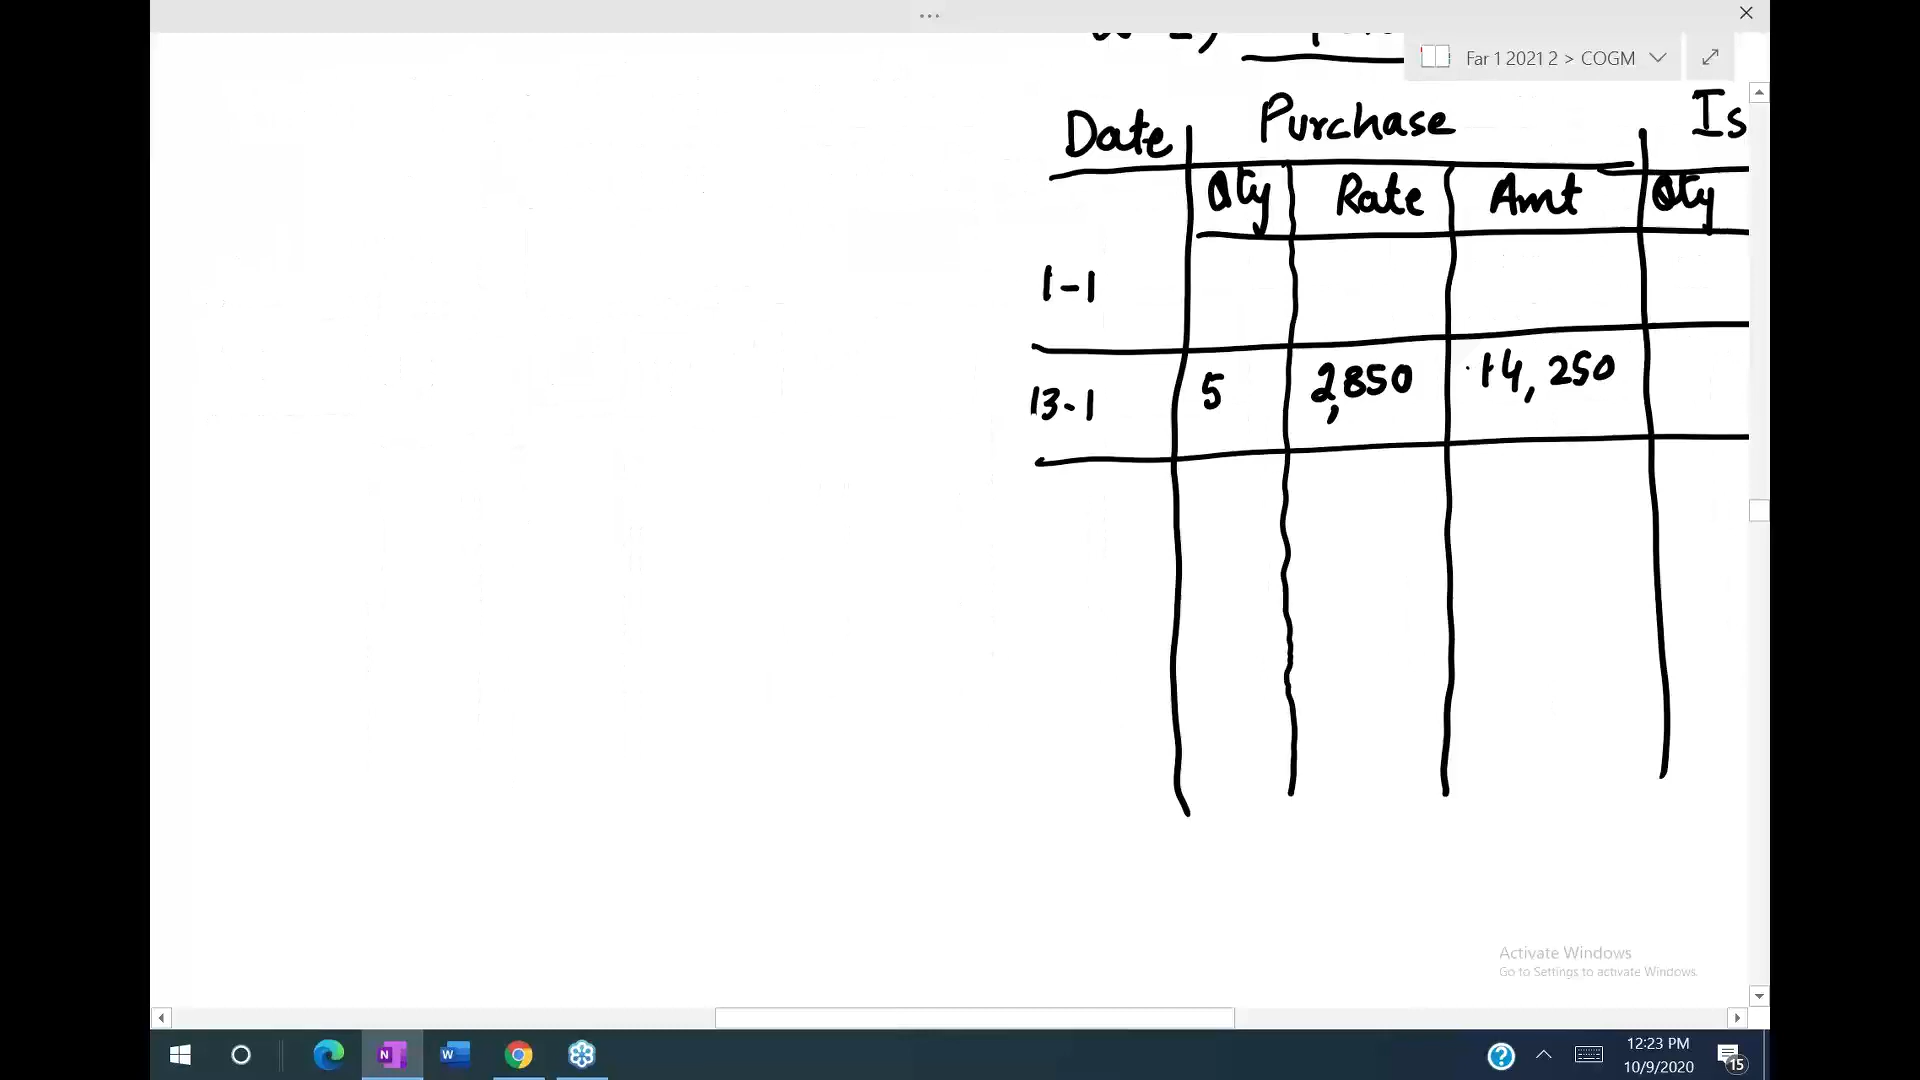 Far 1 2021 2 > COGM
Date Purchase Is
Qty Rate Amt Qty
1-1
13-1 5 2,850 14,250
Activate Windows
Go to Settings to activate Windows.
12:23 PM
10/9/2020
15